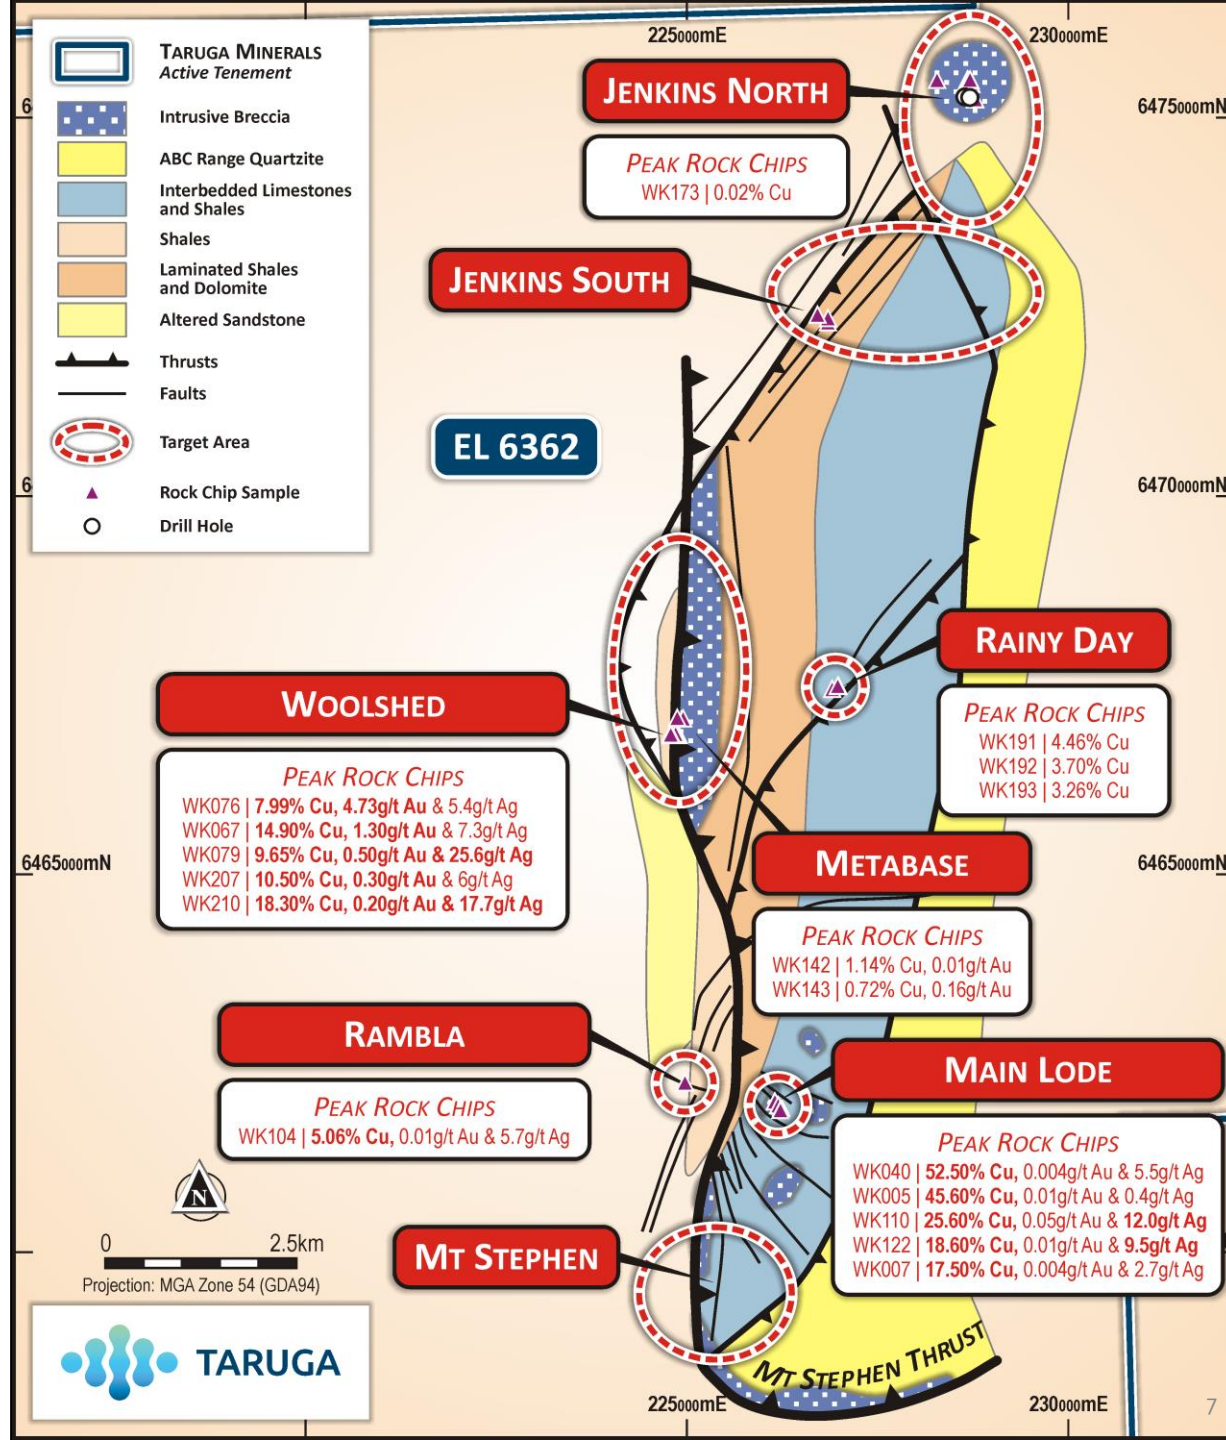 TARUGA MINERALS
Active Tenement
Intrusive Breccia
ABC Range Quartzite
Interbedded Limestones
and Shales
Shales
Laminated Shales
and Dolomite
Altered Sandstone
Thrusts
Faults
Target Area
Rock Chip Sample
Drill Hole
225000mE
230000mE
6475000mN
JENKINS NORTH
PEAK ROCK CHIPS
WK173 | 0.02% Cu
JENKINS SOUTH
EL 6362
6470000mN
RAINY DAY
PEAK ROCK CHIPS
WK191 | 4.46% Cu
WK192 | 3.70% Cu
WK193 | 3.26% Cu
WOOLSHED
PEAK ROCK CHIPS
WK076 | 7.99% Cu, 4.73g/t Au & 5.4g/t Ag
WK067 | 14.90% Cu, 1.30g/t Au & 7.3g/t Ag
WK079 | 9.65% Cu, 0.50g/t Au & 25.6g/t Ag
WK207 | 10.50% Cu, 0.30g/t Au & 6g/t Ag
WK210 | 18.30% Cu, 0.20g/t Au & 17.7g/t Ag
6465000mN
6465000mN
METABASE
PEAK ROCK CHIPS
WK142 | 1.14% Cu, 0.01g/t Au
WK143 | 0.72% Cu, 0.16g/t Au
RAMBLA
PEAK ROCK CHIPS
WK104 | 5.06% Cu, 0.01g/t Au & 5.7g/t Ag
MAIN LODE
PEAK ROCK CHIPS
WK040 | 52.50% Cu, 0.004g/t Au & 5.5g/t Ag
WK005 | 45.60% Cu, 0.01g/t Au & 0.4g/t Ag
WK110 | 25.60% Cu, 0.05g/t Au & 12.0g/t Ag
WK122 | 18.60% Cu, 0.01g/t Au & 9.5g/t Ag
WK007 | 17.50% Cu, 0.004g/t Au & 2.7g/t Ag
MT STEPHEN
MT STEPHEN THRUST
N
0 2.5km
Projection: MGA Zone 54 (GDA94)
TARUGA
225000mE
230000mE
7